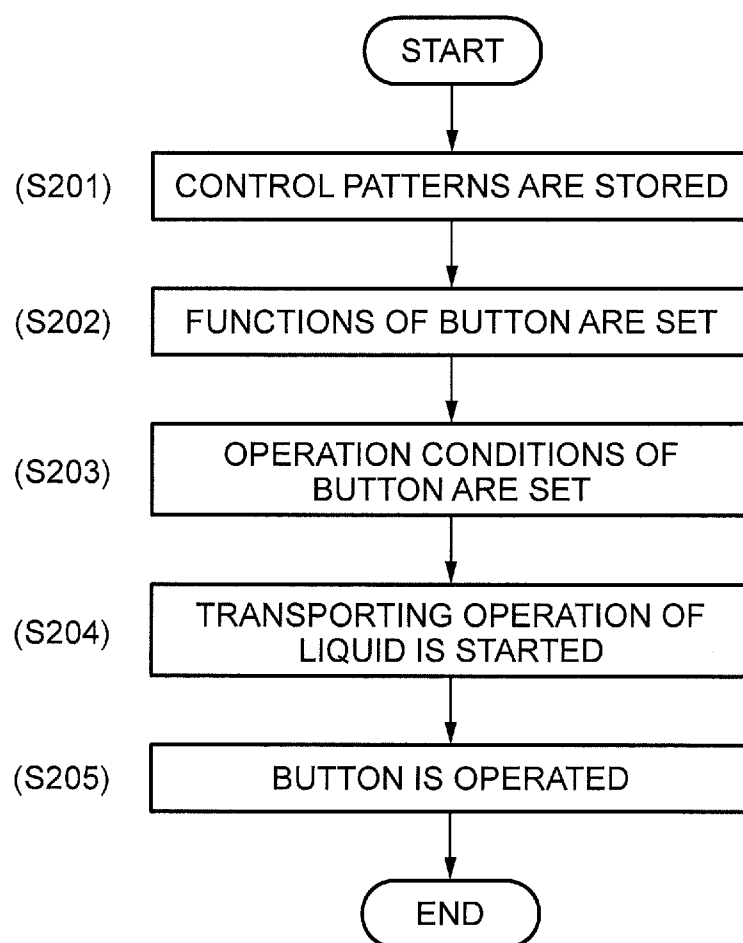 START
(S201) CONTROL PATTERNS ARE STORED
(S202) FUNCTIONS OF BUTTON ARE SET
(S203) OPERATION CONDITIONS OF
BUTTON ARE SET
(S204) TRANSPORTING OPERATION OF
LIQUID IS STARTED
(S205) BUTTON IS OPERATED
END